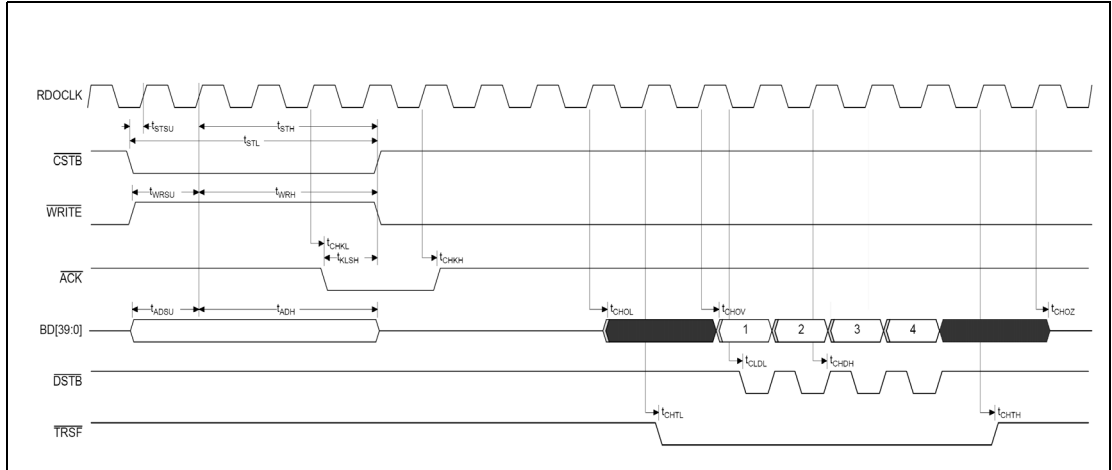 RDOCLK
tSTSU tSTH
tSTL
CSTB
tWRSU tWRH
WRITE
tCHKL
tKLSH tCHKH
ACK
tADSU tADH tCHOL tCHOV tCHOZ
BD[39:0] 1 2 3 4
tCLDL tCHDH
DSTB
tCHTL tCHTH
TRSF